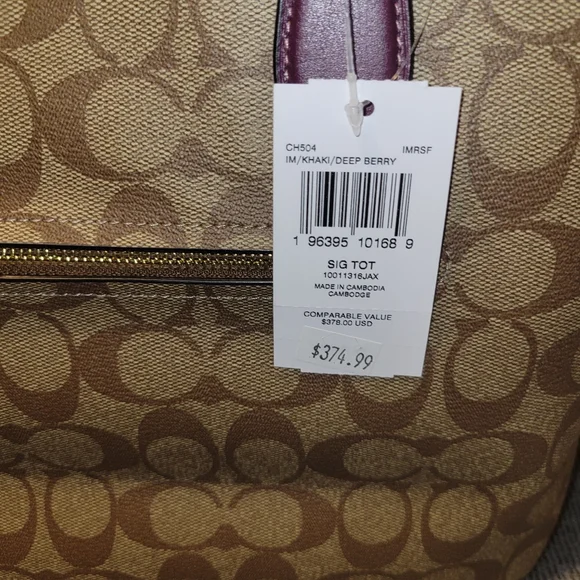 CH504 IMRSF
IM/KHAKI/DEEP BERRY
1 96395 10168 9
SIG TOT
10011316JAX
MADE IN CAMBODIA
CAMBODGE
COMPARABLE VALUE
$378.00 USD
$374.99